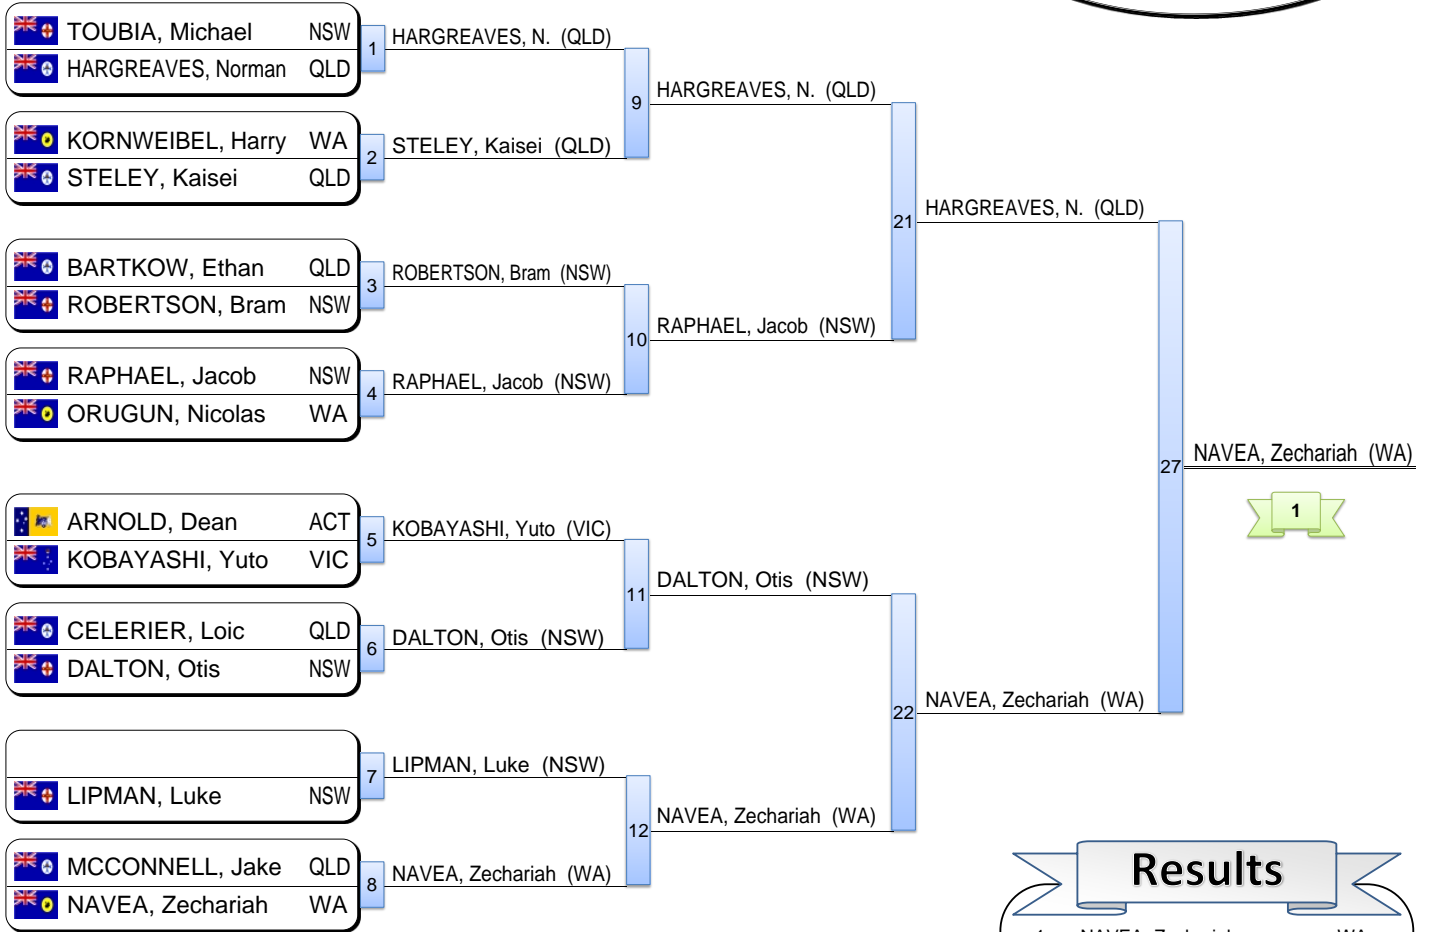 TOUBIA, Michael NSW
HARGREAVES, Norman QLD
1
HARGREAVES, N. (QLD)
KORNWEIBEL, Harry WA
STELEY, Kaisei QLD
2
STELEY, Kaisei (QLD)
9
HARGREAVES, N. (QLD)
BARTKOW, Ethan QLD
ROBERTSON, Bram NSW
3
ROBERTSON, Bram (NSW)
RAPHAEL, Jacob NSW
ORUGUN, Nicolas WA
4
RAPHAEL, Jacob (NSW)
10
RAPHAEL, Jacob (NSW)
21
HARGREAVES, N. (QLD)
ARNOLD, Dean ACT
KOBAYASHI, Yuto VIC
5
KOBAYASHI, Yuto (VIC)
CELERIER, Loic QLD
DALTON, Otis NSW
6
DALTON, Otis (NSW)
11
DALTON, Otis (NSW)
LIPMAN, Luke NSW
7
LIPMAN, Luke (NSW)
MCCONNELL, Jake QLD
NAVEA, Zechariah WA
8
NAVEA, Zechariah (WA)
12
NAVEA, Zechariah (WA)
22
NAVEA, Zechariah (WA)
27
NAVEA, Zechariah (WA)
1
Results
1 NAVEA, Zechariah WA